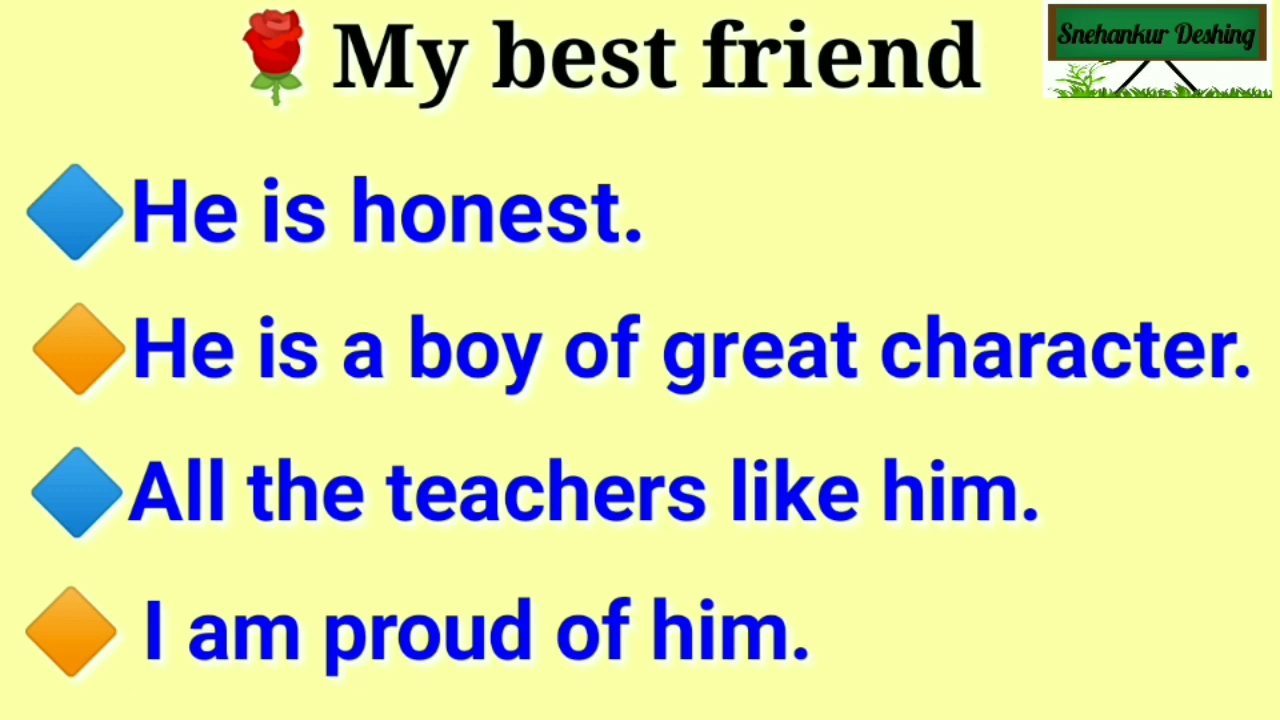 🌹My best friend
Snehankur Deshing
🔷He is honest.
🔶He is a boy of great character.
🔷All the teachers like him.
🔶 I am proud of him.